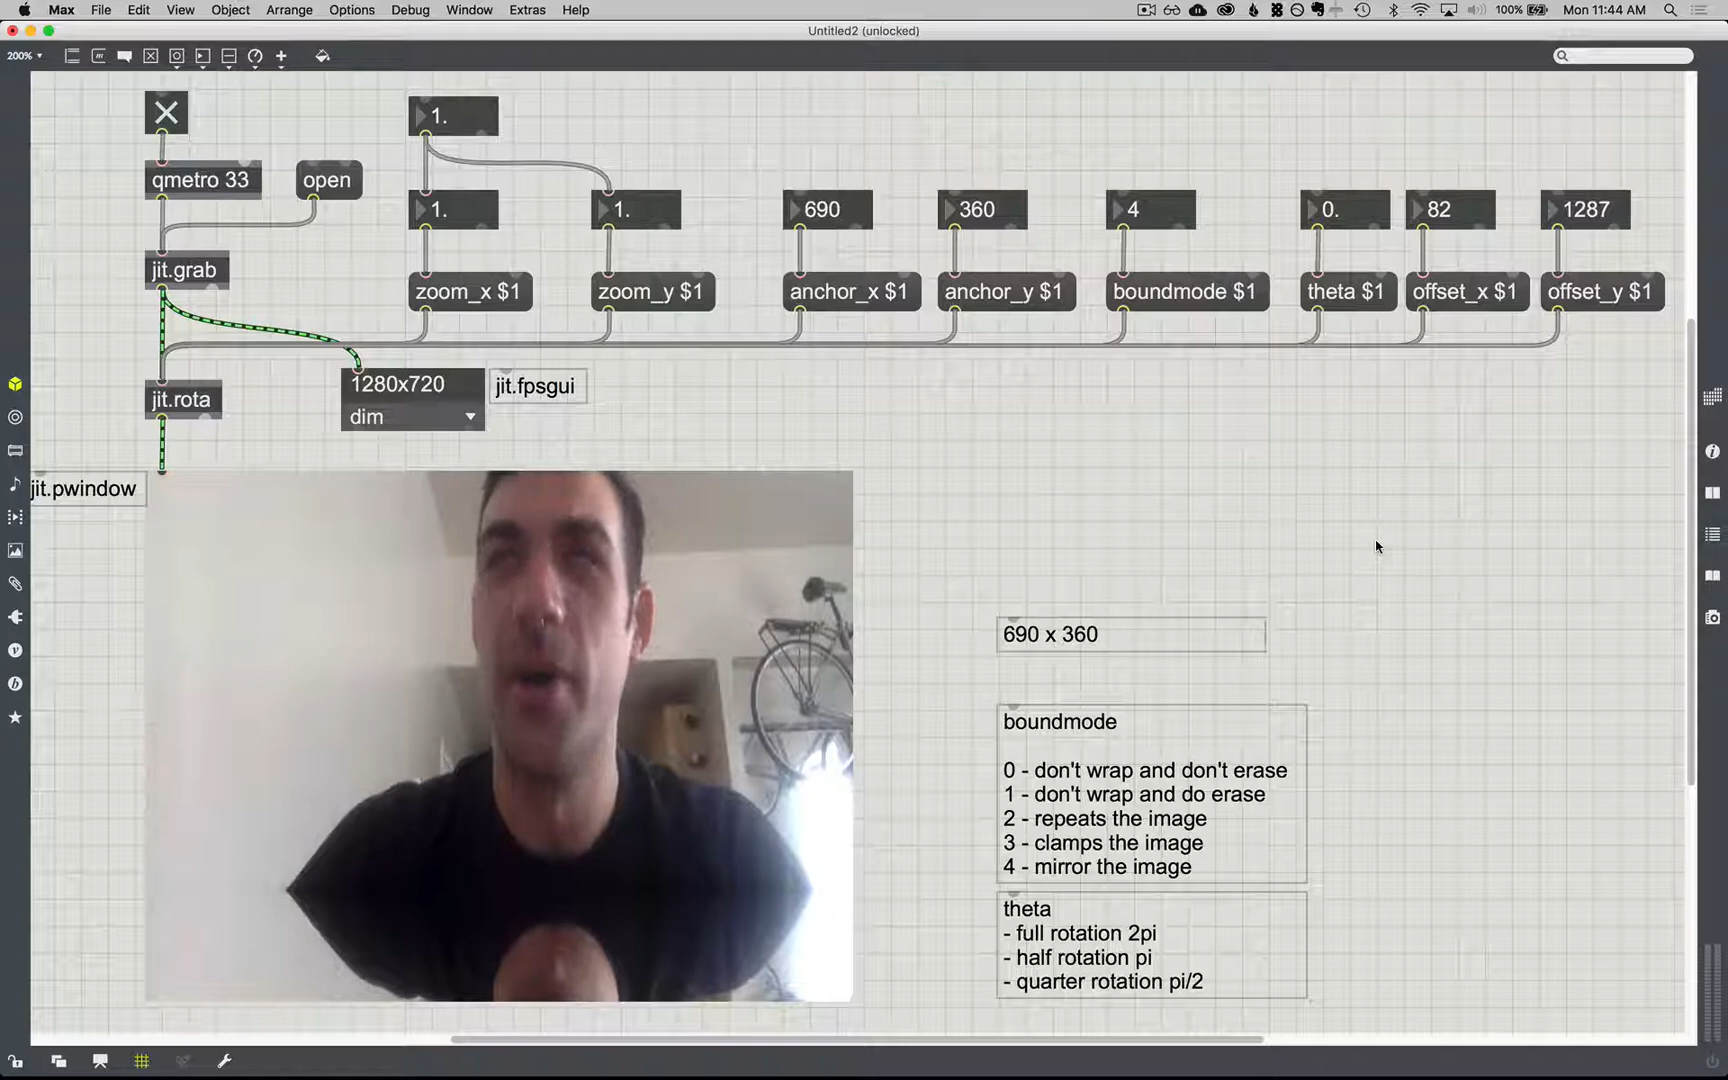 Max File Edit View Object Arrange Options Debug Window Extras Help 100% Mon 11:44 AM
Untitled2 (unlocked)
200%
1.
qmetro 33
open
1.
1.
690
360
4
0.
82
1287
jit.grab
zoom_x $1
zoom_y $1
anchor_x $1
anchor_y $1
boundmode $1
theta $1
offset_x $1
offset_y $1
jit.rota
1280x720
dim
jit.fpsgui
jit.pwindow
690 x 360
boundmode
0 - don't wrap and don't erase
1 - don't wrap and do erase
2 - repeats the image
3 - clamps the image
4 - mirror the image
theta
- full rotation 2pi
- half rotation pi
- quarter rotation pi/2